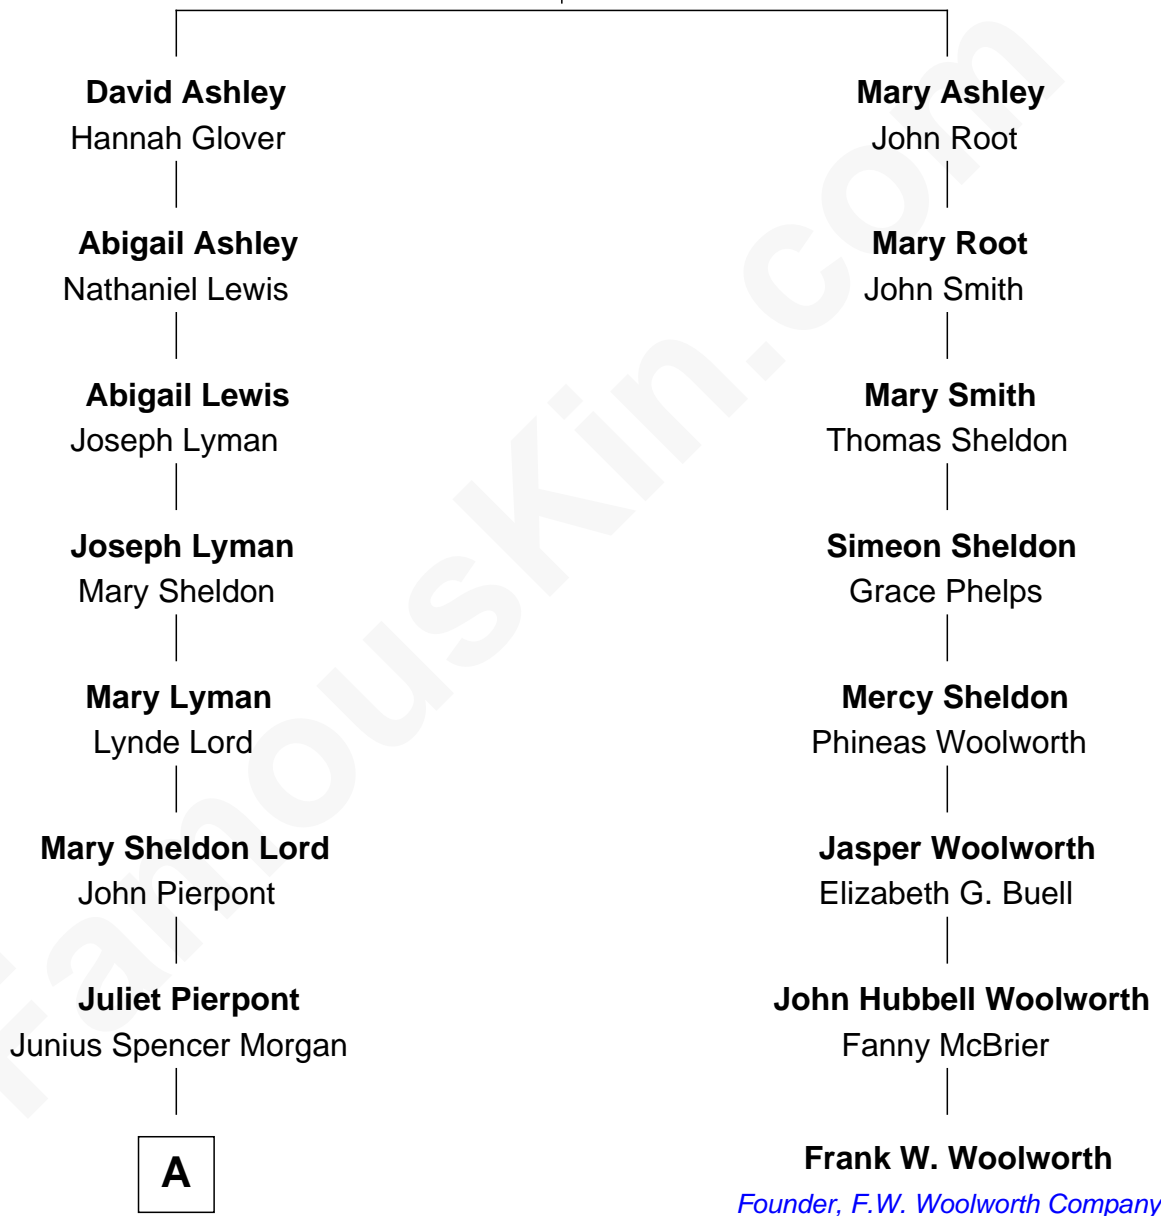 David Ashley
Hannah Glover
Abigail Ashley
Nathaniel Lewis
Abigail Lewis
Joseph Lyman
Joseph Lyman
Mary Sheldon
Mary Lyman
Lynde Lord
Mary Sheldon Lord
John Pierpont
Juliet Pierpont
Junius Spencer Morgan
A
Mary Ashley
John Root
Mary Root
John Smith
Mary Smith
Thomas Sheldon
Simeon Sheldon
Grace Phelps
Mercy Sheldon
Phineas Woolworth
Jasper Woolworth
Elizabeth G. Buell
John Hubbell Woolworth
Fanny McBrier
Frank W. Woolworth
Founder, F.W. Woolworth Company
FamousKin.com